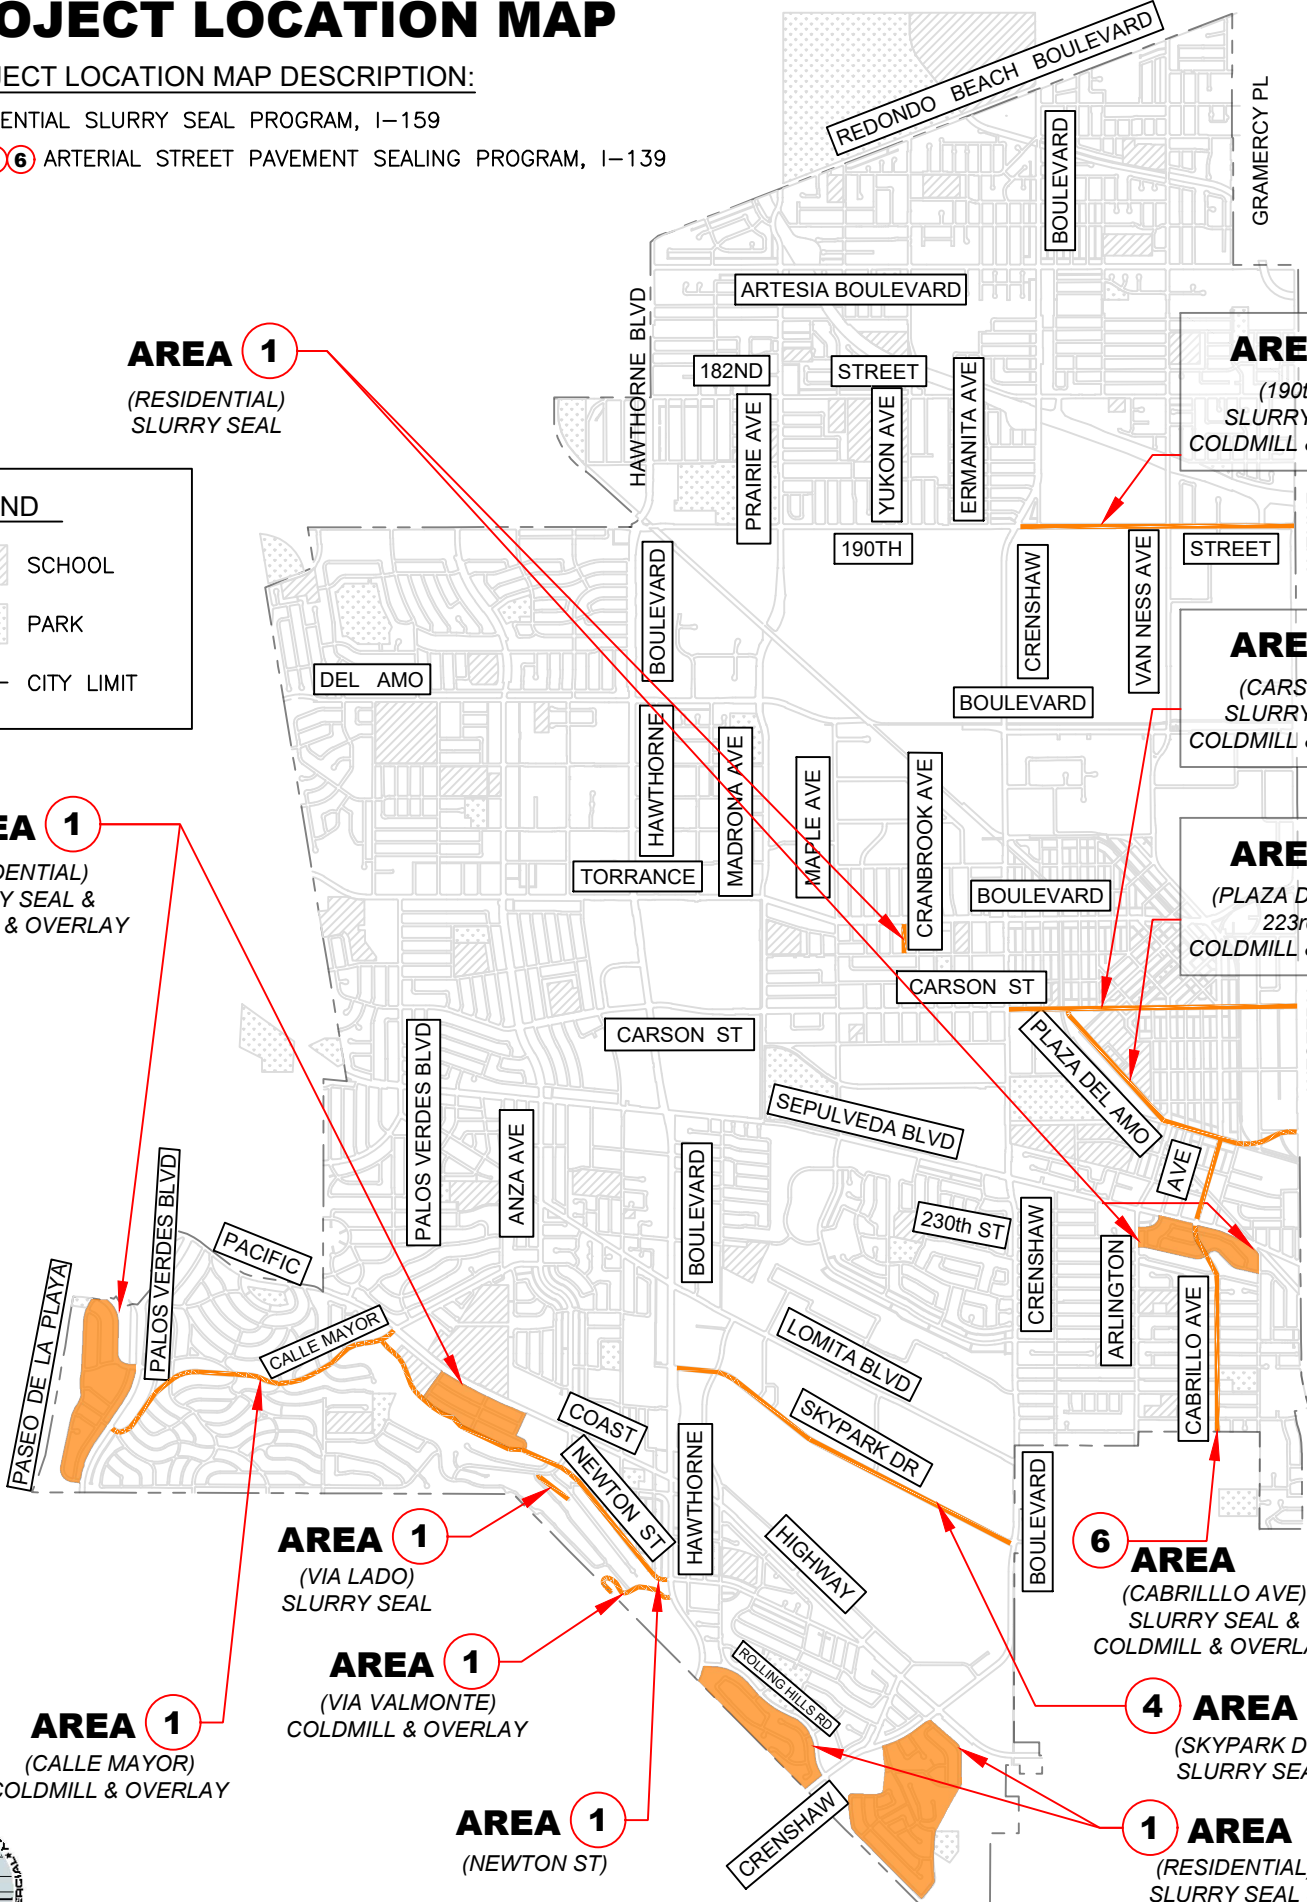 OJECT LOCATION MAP
JECT LOCATION MAP DESCRIPTION:
ENTIAL SLURRY SEAL PROGRAM, I-159
6 ARTERIAL STREET PAVEMENT SEALING PROGRAM, I-139
REDONDO BEACH BOULEVARD
BOULEVARD
GRAMERCY PL
HAWTHORNE BLVD
ARTESIA BOULEVARD
AREA 1
(RESIDENTIAL)
SLURRY SEAL
182ND
STREET
PRAIRIE AVE
YUKON AVE
ERMANITA AVE
ARE
(190t
SLURRY
COLDMILL &
ND
SCHOOL
PARK
CITY LIMIT
190TH
STREET
BOULEVARD
CRENSHAW
VAN NESS AVE
DEL AMO
BOULEVARD
ARE
(CARS
SLURRY
COLDMILL &
HAWTHORNE
MADRONA AVE
MAPLE AVE
CRANBROOK AVE
EA 1
DENTIAL)
Y SEAL &
& OVERLAY
TORRANCE
BOULEVARD
ARE
(PLAZA D
223r
COLDMILL &
CARSON ST
CARSON ST
PLAZA DEL AMO
PALOS VERDES BLVD
ANZA AVE
SEPULVEDA BLVD
AVE
BOULEVARD
230th ST
CRENSHAW
ARLINGTON
CABRILLO AVE
PALOS VERDES BLVD
PACIFIC
PASEO DE LA PLAYA
CALLE MAYOR
LOMITA BLVD
SKYPARK DR
COAST
NEWTON ST
HAWTHORNE
BOULEVARD
HIGHWAY
AREA 1
(VIA LADO)
SLURRY SEAL
6 AREA
(CABRILLLO AVE)
SLURRY SEAL &
COLDMILL & OVERLA
AREA 1
(VIA VALMONTE)
COLDMILL & OVERLAY
ROLLING HILLS RD
AREA 1
(CALLE MAYOR)
COLDMILL & OVERLAY
4 AREA
(SKYPARK D
SLURRY SEA
CRENSHAW
AREA 1
(NEWTON ST)
1 AREA
(RESIDENTIAL
SLURRY SEAL